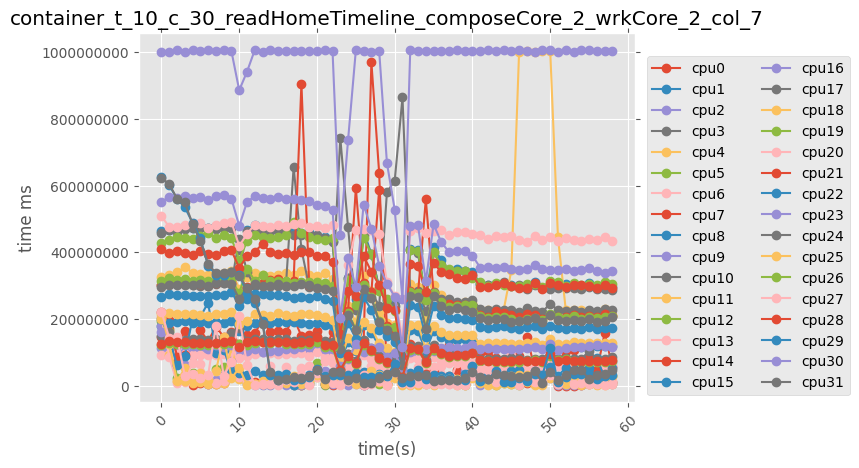 container_t_10_c_30_readHomeTimeline_composeCore_2_wrkCore_2_col_7
1000000000
800000000
600000000
400000000
200000000
0
time ms
0 10 20 30 40 50 60
time(s)
cpu0 cpu16
cpu1 cpu17
cpu2 cpu18
cpu3 cpu19
cpu4 cpu20
cpu5 cpu21
cpu6 cpu22
cpu7 cpu23
cpu8 cpu24
cpu9 cpu25
cpu10 cpu26
cpu11 cpu27
cpu12 cpu28
cpu13 cpu29
cpu14 cpu30
cpu15 cpu31